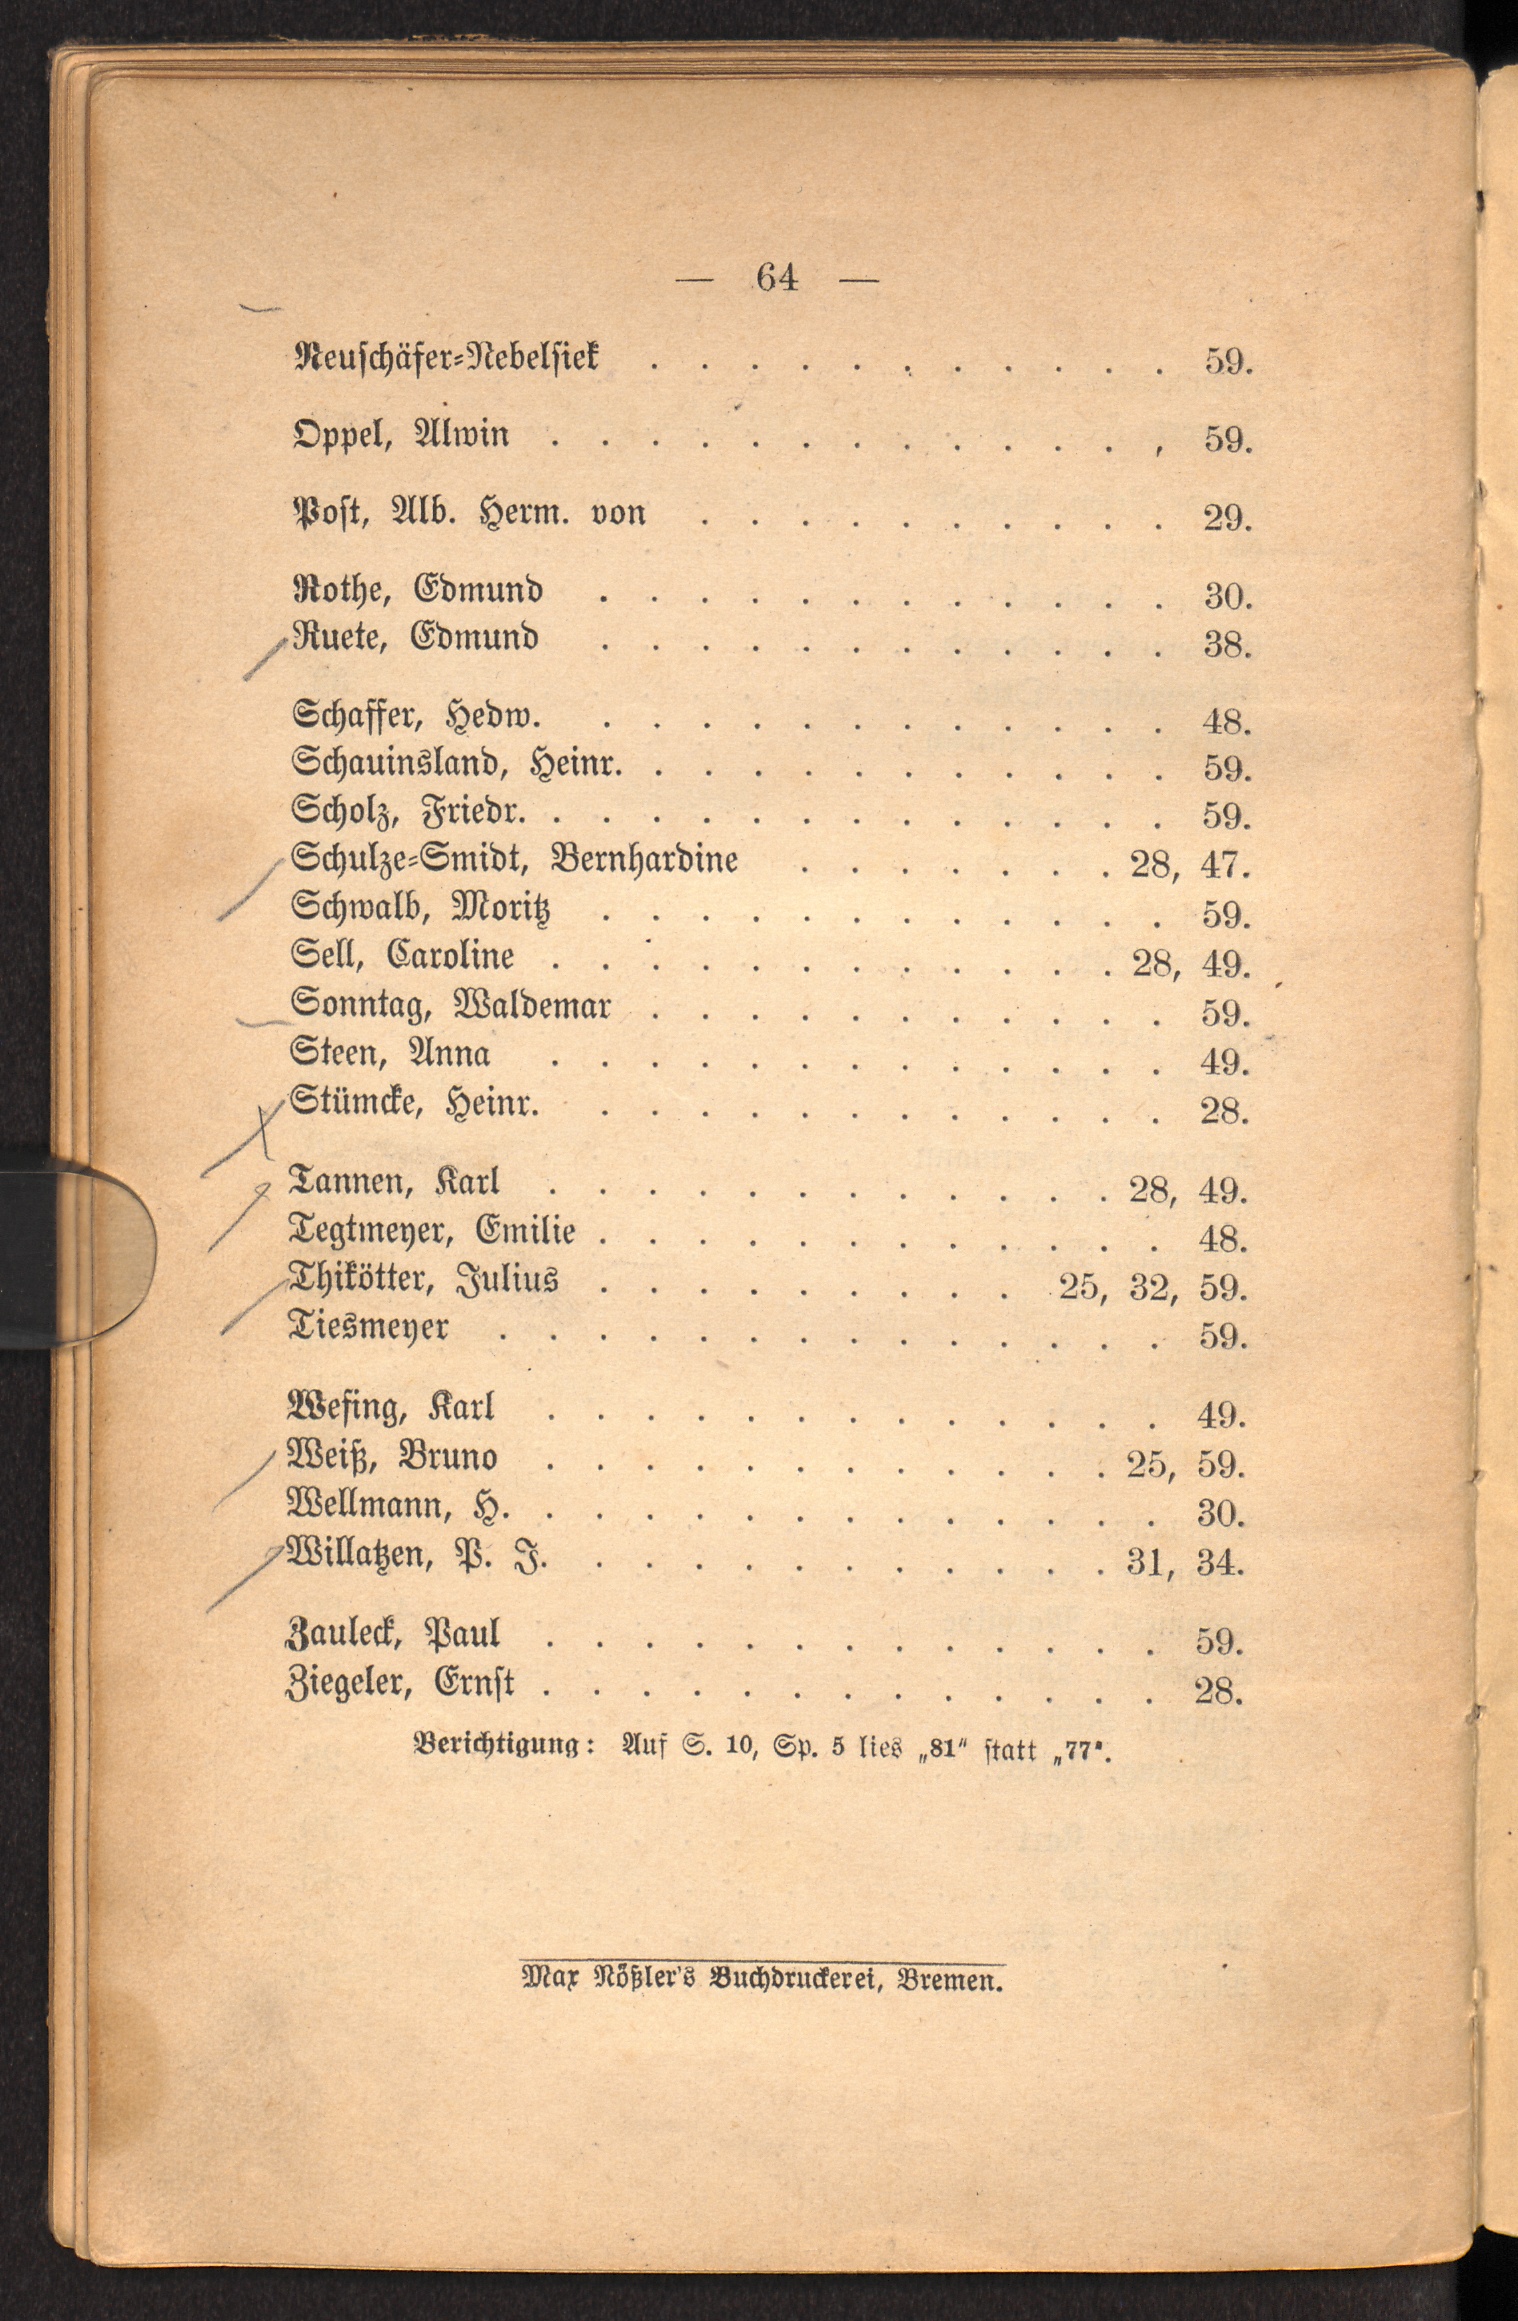 — 64 —
Neuschäfer-Nebelsiek . . . . . . . . . . . 59.
Oppel, Alwin . . . . . . . . . . . . , 59.
Post, Alb. Herm. von . . . . . . . . . . 29.
Rothe, Edmund . . . . . . . . . . . . 30.
Ruete, Edmund . . . . . . . . . . . . 38.
Schaffer, Hedw. . . . . . . . . . . . . 48.
Schauinsland, Heinr. . . . . . . . . . . . 59.
Scholz, Friedr. . . . . . . . . . . . . . 59.
Schulze-Smidt, Bernhardine . . . . . . . 28, 47.
Schwalb, Moritz . . . . . . . . . . . . 59.
Sell, Caroline . . . . . . . . . . . . 28, 49.
Sonntag, Waldemar . . . . . . . . . . . 59.
Steen, Anna . . . . . . . . . . . . . 49.
Stümcke, Heinr. . . . . . . . . . . . . 28.
Tannen, Karl . . . . . . . . . . . . 28, 49.
Tegtmeyer, Emilie . . . . . . . . . . . . 48.
Thikötter, Julius . . . . . . . . . 25, 32, 59.
Tiesmeyer . . . . . . . . . . . . . . 59.
Wefing, Karl . . . . . . . . . . . . . 49.
Weiß, Bruno . . . . . . . . . . . . 25, 59.
Wellmann, H. . . . . . . . . . . . . . 30.
Willatzen, P. J. . . . . . . . . . . . 31, 34.
Zauleck, Paul . . . . . . . . . . . . . 59.
Ziegeler, Ernst . . . . . . . . . . . . . 28.
Berichtigung: Auf S. 10, Sp. 5 lies „81" statt „77".
Max Nößler's Buchdruckerei, Bremen.